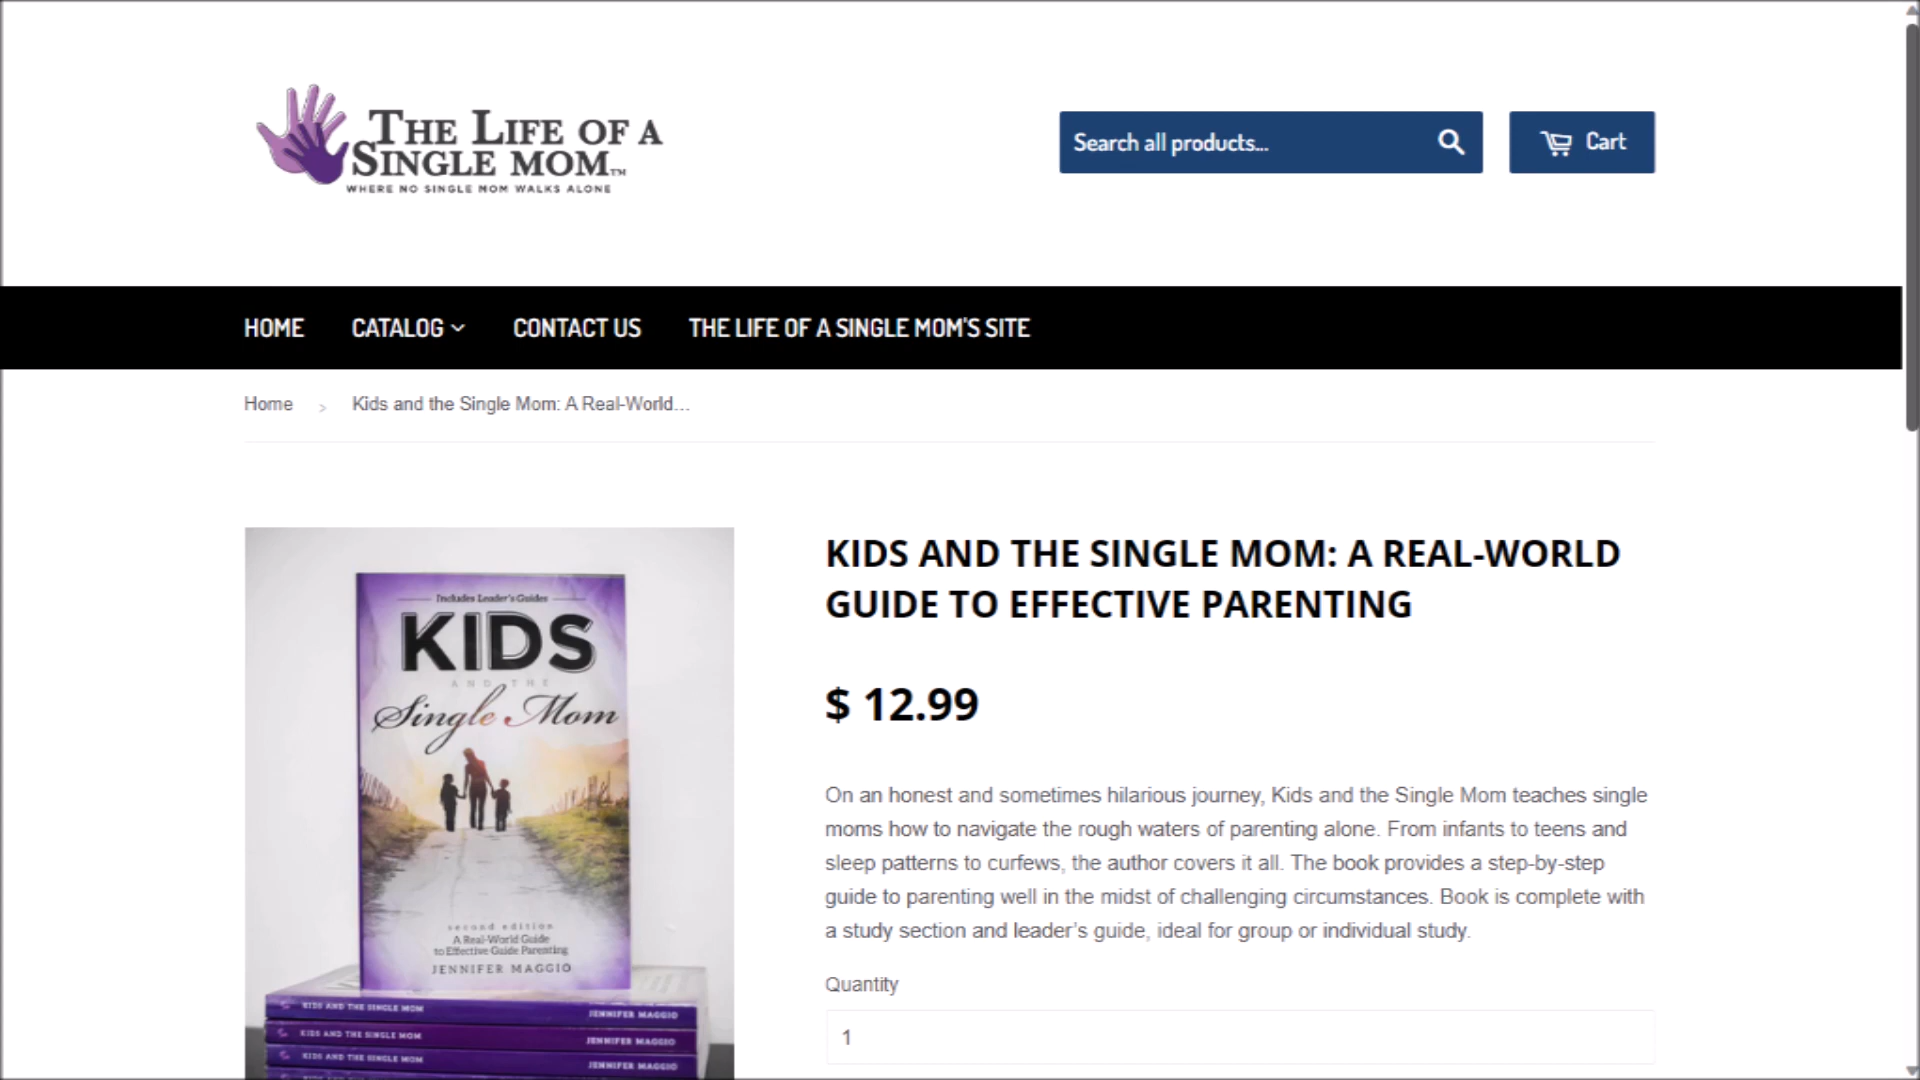 THE LIFE OF A
SINGLE MOM™
WHERE NO SINGLE MOM WALKS ALONE
Search all products...
Cart
HOME
CATALOG
CONTACT US
THE LIFE OF A SINGLE MOM'S SITE
Home
>
Kids and the Single Mom: A Real-World...
Includes Leader's Guides
KIDS
AND THE
Single Mom
second edition
A Real-World Guide
to Effective Guide Parenting
JENNIFER MAGGIO
KIDS AND THE SINGLE MOM JENNIFER MAGGIO
KIDS AND THE SINGLE MOM JENNIFER MAGGIO
KIDS AND THE SINGLE MOM JENNIFER MAGGIO
KIDS AND THE SINGLE MOM: A REAL-WORLD
GUIDE TO EFFECTIVE PARENTING
$ 12.99
On an honest and sometimes hilarious journey, Kids and the Single Mom teaches single
moms how to navigate the rough waters of parenting alone. From infants to teens and
sleep patterns to curfews, the author covers it all. The book provides a step-by-step
guide to parenting well in the midst of challenging circumstances. Book is complete with
a study section and leader’s guide, ideal for group or individual study.
Quantity
1